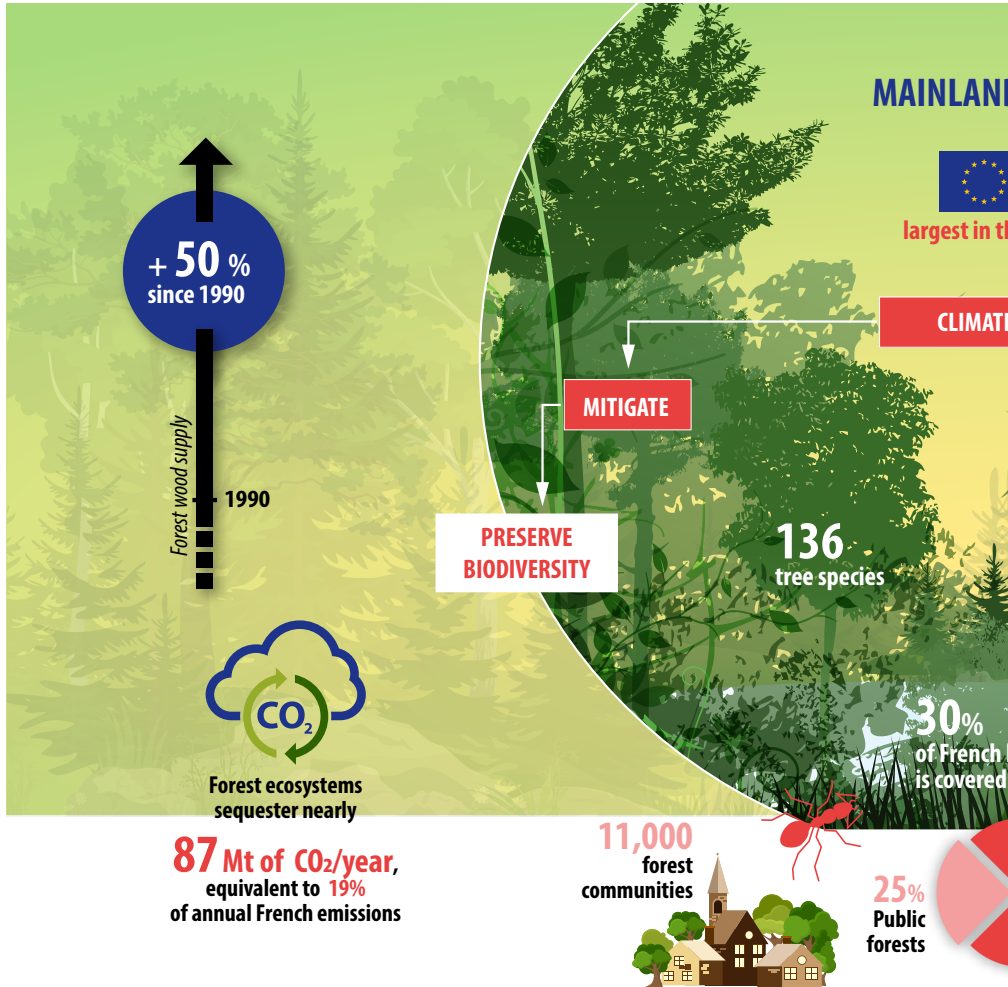 MAINLAN
largest in th
CLIMAT
+ 50 %
since 1990
MITIGATE
Forest wood supply
1990
PRESERVE
BIODIVERSITY
136
tree species
CO₂
30%
of French
is covered
Forest ecosystems
sequester nearly
87 Mt of CO₂/year,
equivalent to 19%
of annual French emissions
11,000
forest
communities
25%
Public
forests